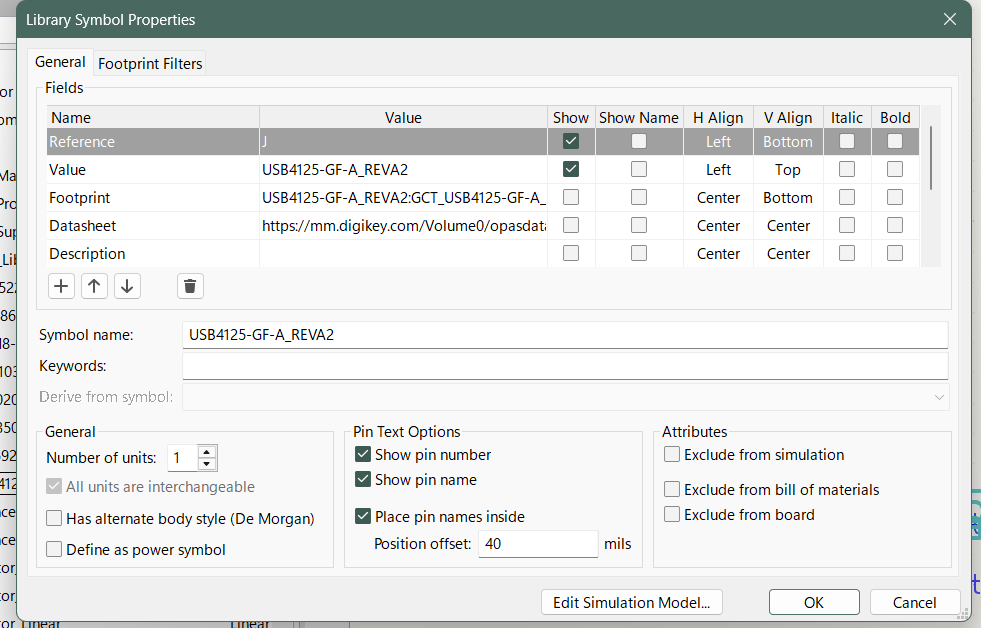 Library Symbol Properties
General Footprint Filters
Fields
Name Value Show Show Name H Align V Align Italic Bold
Reference J Left Bottom
Value USB4125-GF-A_REVA2 Left Top
Footprint USB4125-GF-A_REVA2:GCT_USB4125-GF-A_ Center Bottom
Datasheet https://mm.digikey.com/Volume0/opasdata Center Center
Description Center Center
Symbol name: USB4125-GF-A_REVA2
Keywords:
Derive from symbol:
General Pin Text Options Attributes
Number of units: 1 Show pin number Exclude from simulation
All units are interchangeable Show pin name Exclude from bill of materials
Has alternate body style (De Morgan) Place pin names inside Exclude from board
Define as power symbol Position offset: 40 mils
Edit Simulation Model... OK Cancel